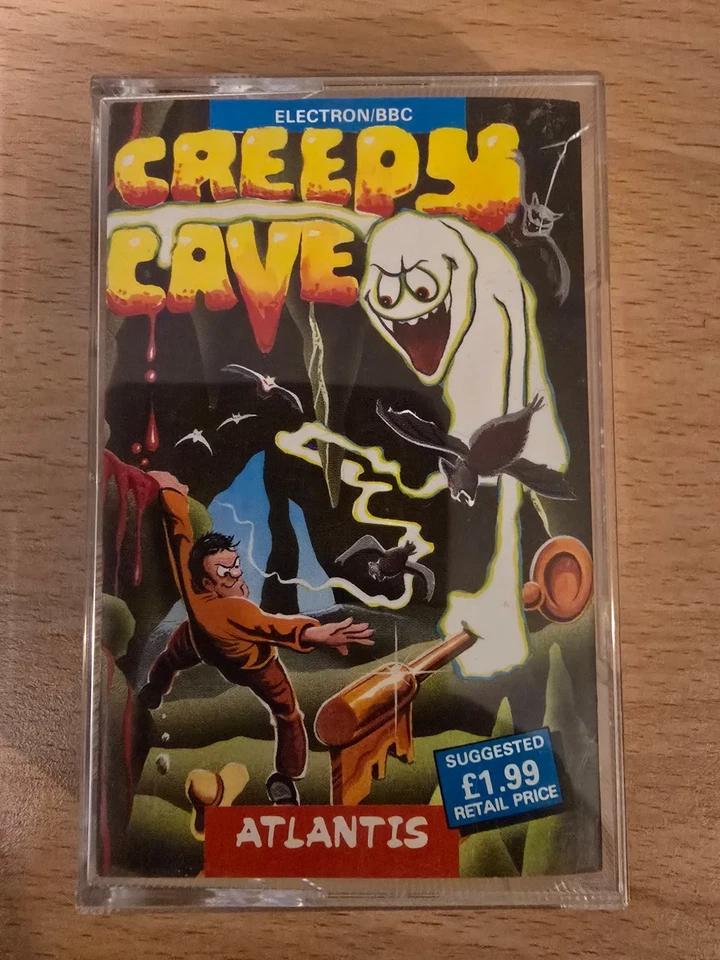 ELECTRON/BBC
CREEPY
CAVE
SUGGESTED
£1.99
RETAIL PRICE
ATLANTIS